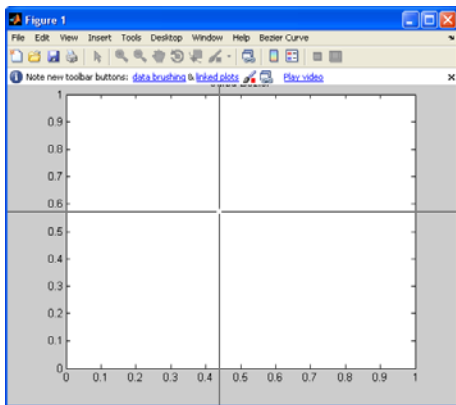 Figure 1
File Edit View Insert Tools Desktop Window Help Bezier Curve
Note new toolbar buttons: data brushing & linked plots Play video
1
0.9
0.8
0.7
0.6
0.5
0.4
0.3
0.2
0.1
0
0 0.1 0.2 0.3 0.4 0.5 0.6 0.7 0.8 0.9 1